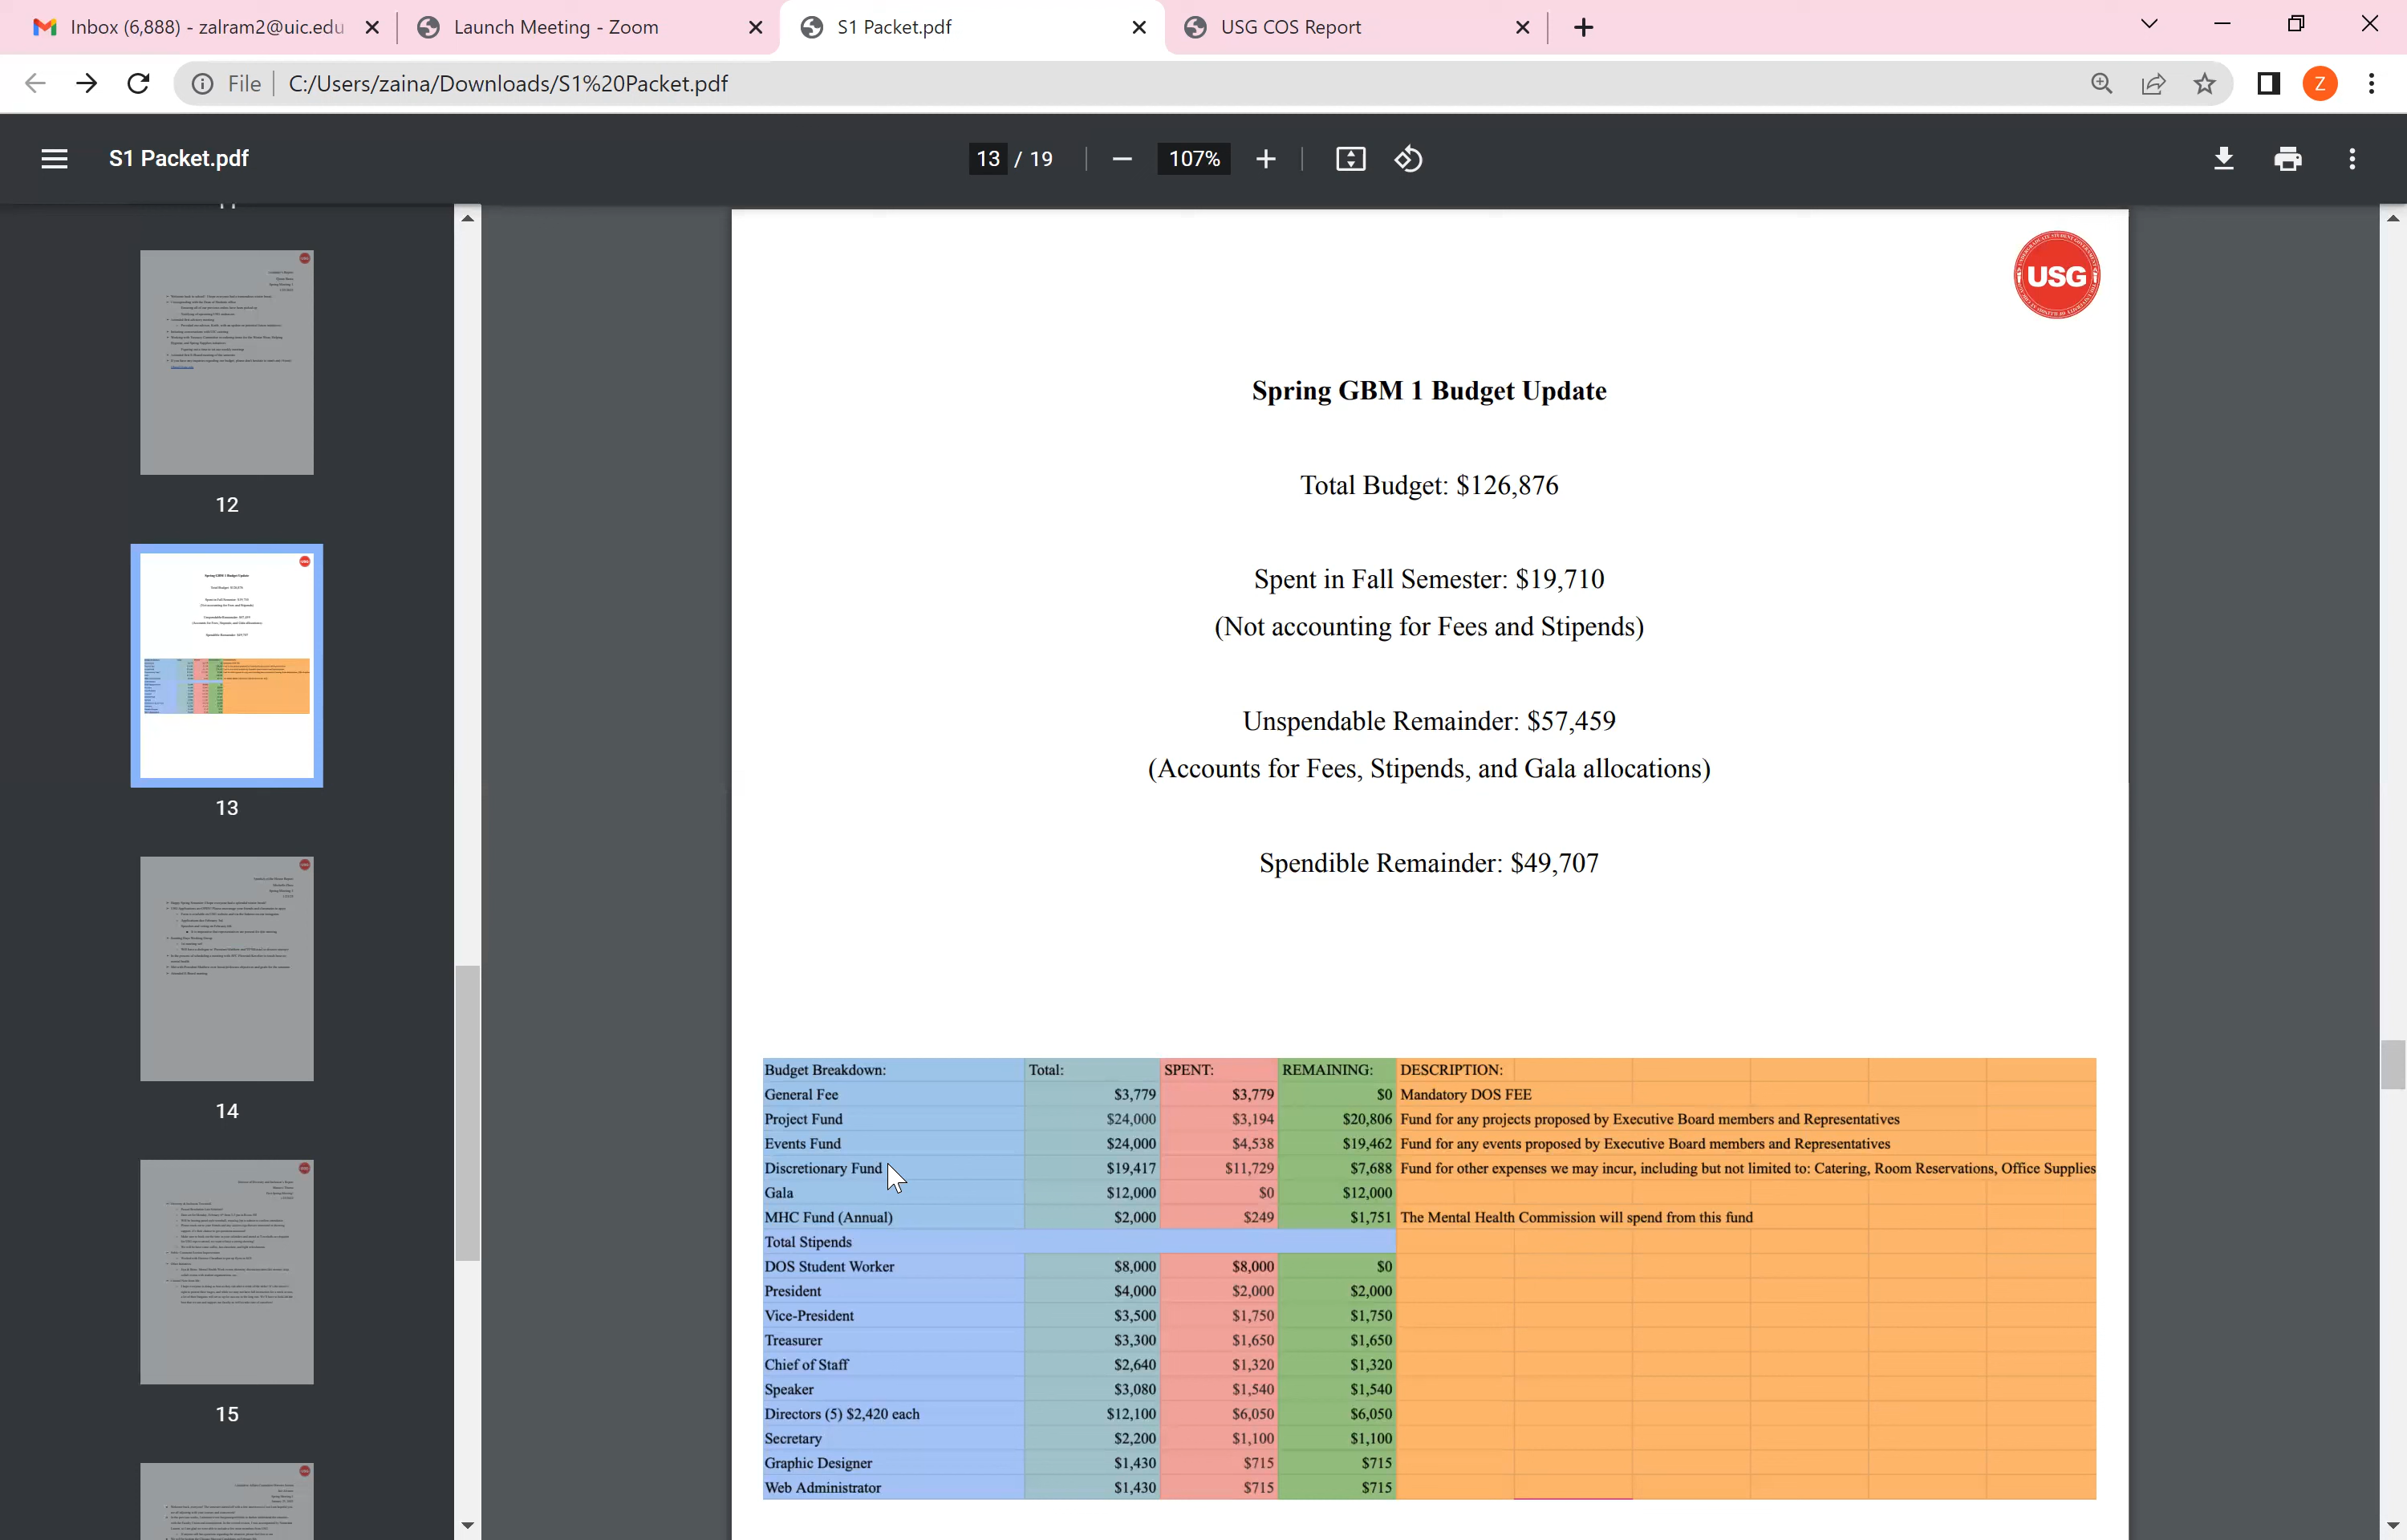 Inbox (6,888) - zalram2@uic.edu
Launch Meeting - Zoom
S1 Packet.pdf
USG COS Report
File
C:/Users/zaina/Downloads/S1%20Packet.pdf
Z
S1 Packet.pdf
13 / 19
107%
12
13
14
15
USG
Spring GBM 1 Budget Update
Total Budget: $126,876
Spent in Fall Semester: $19,710
(Not accounting for Fees and Stipends)
Unspendable Remainder: $57,459
(Accounts for Fees, Stipends, and Gala allocations)
Spendible Remainder: $49,707
Budget Breakdown: Total: SPENT: REMAINING: DESCRIPTION:
General Fee $3,779 $3,779 $0 Mandatory DOS FEE
Project Fund $24,000 $3,194 $20,806 Fund for any projects proposed by Executive Board members and Representatives
Events Fund $24,000 $4,538 $19,462 Fund for any events proposed by Executive Board members and Representatives
Discretionary Fund $19,417 $11,729 $7,688 Fund for other expenses we may incur, including but not limited to: Catering, Room Reservations, Office Supplies
Gala $12,000 $0 $12,000
MHC Fund (Annual) $2,000 $249 $1,751 The Mental Health Commission will spend from this fund
Total Stipends
DOS Student Worker $8,000 $8,000 $0
President $4,000 $2,000 $2,000
Vice-President $3,500 $1,750 $1,750
Treasurer $3,300 $1,650 $1,650
Chief of Staff $2,640 $1,320 $1,320
Speaker $3,080 $1,540 $1,540
Directors (5) $2,420 each $12,100 $6,050 $6,050
Secretary $2,200 $1,100 $1,100
Graphic Designer $1,430 $715 $715
Web Administrator $1,430 $715 $715